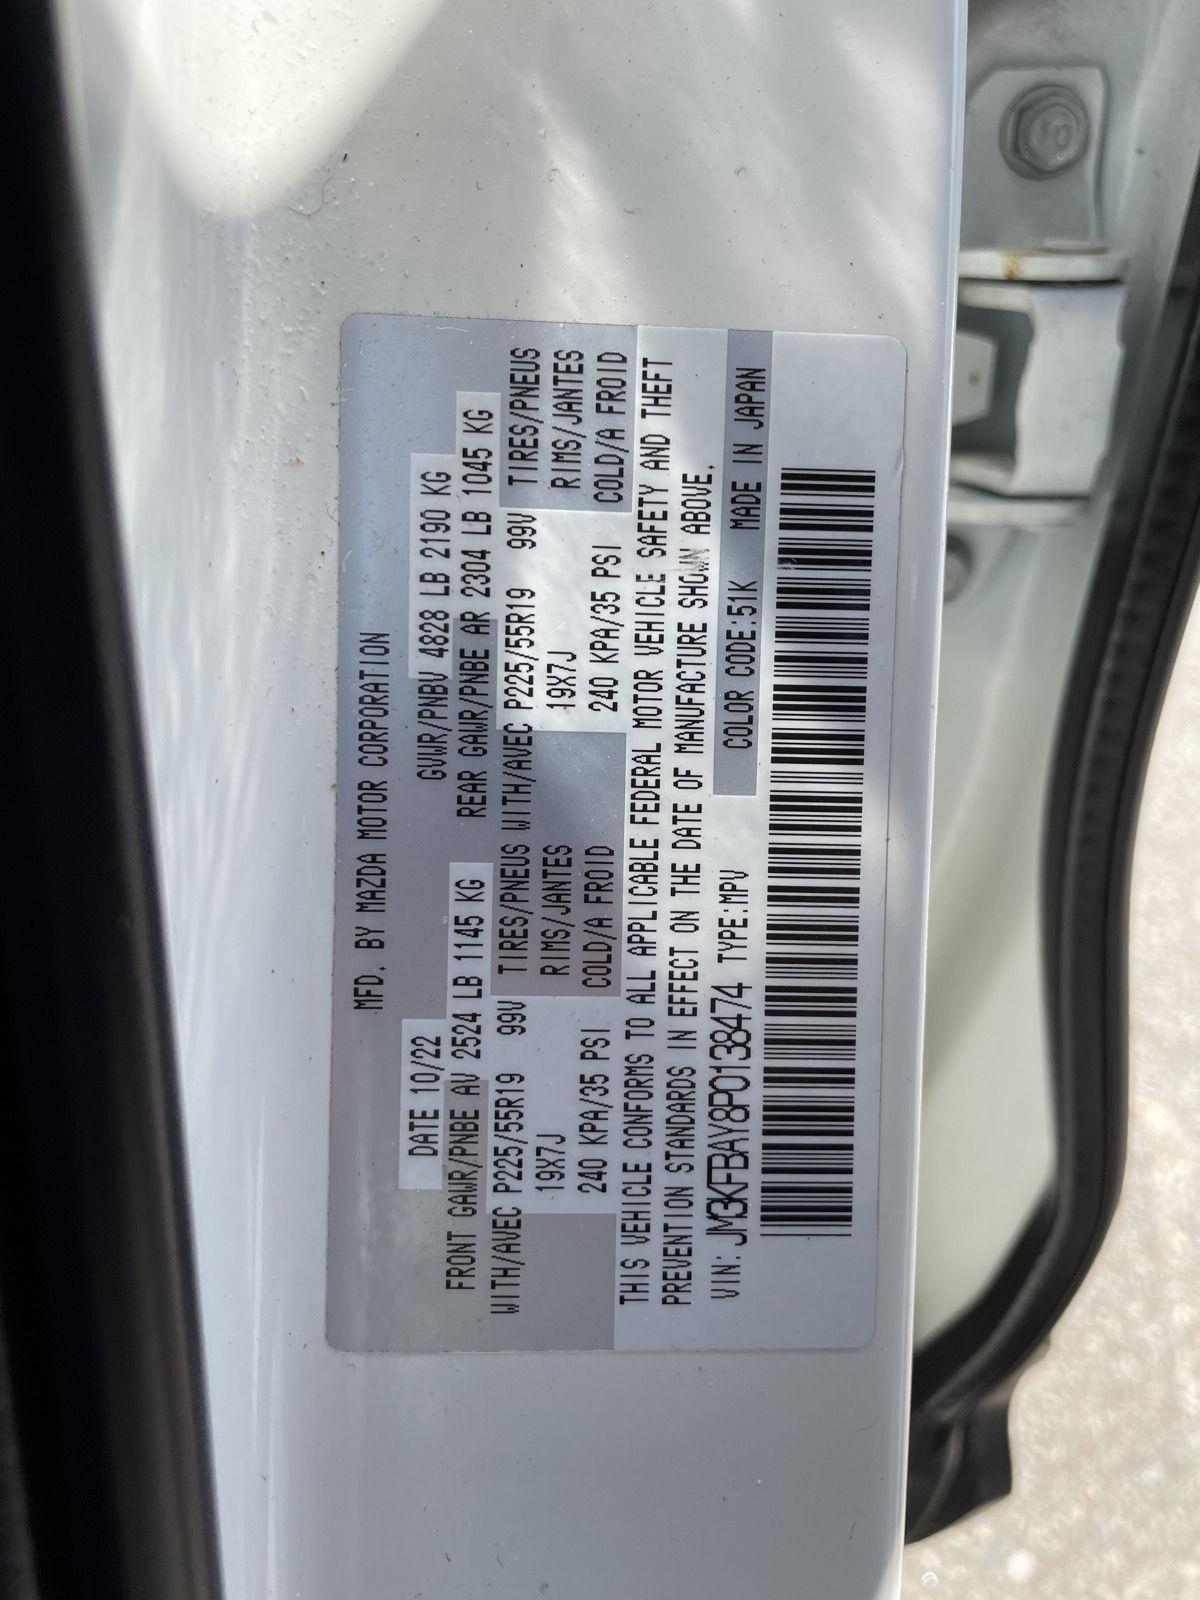 MFD. BY MAZDA MOTOR CORPORATION
DATE 10/22 GVWR/PNBV 4828 LB 2190 KG
FRONT GAWR/PNBE AV 2524 LB 1145 KG REAR GAWR/PNBE AR 2304 LB 1045 KG
WITH/AVEC P225/55R19 99V TIRES/PNEUS WITH/AVEC P225/55R19 99V TIRES/PNEUS
19X7J RIMS/JANTES 19X7J RIMS/JANTES
240 KPA/35 PSI COLD/A FROID 240 KPA/35 PSI COLD/A FROID
THIS VEHICLE CONFORMS TO ALL APPLICABLE FEDERAL MOTOR VEHICLE SAFETY AND THEFT
PREVENTION STANDARDS IN EFFECT ON THE DATE OF MANUFACTURE SHOWN ABOVE.
VIN: JM3KFBAY8P0138474 TYPE:MPV COLOR CODE:51K MADE IN JAPAN
10